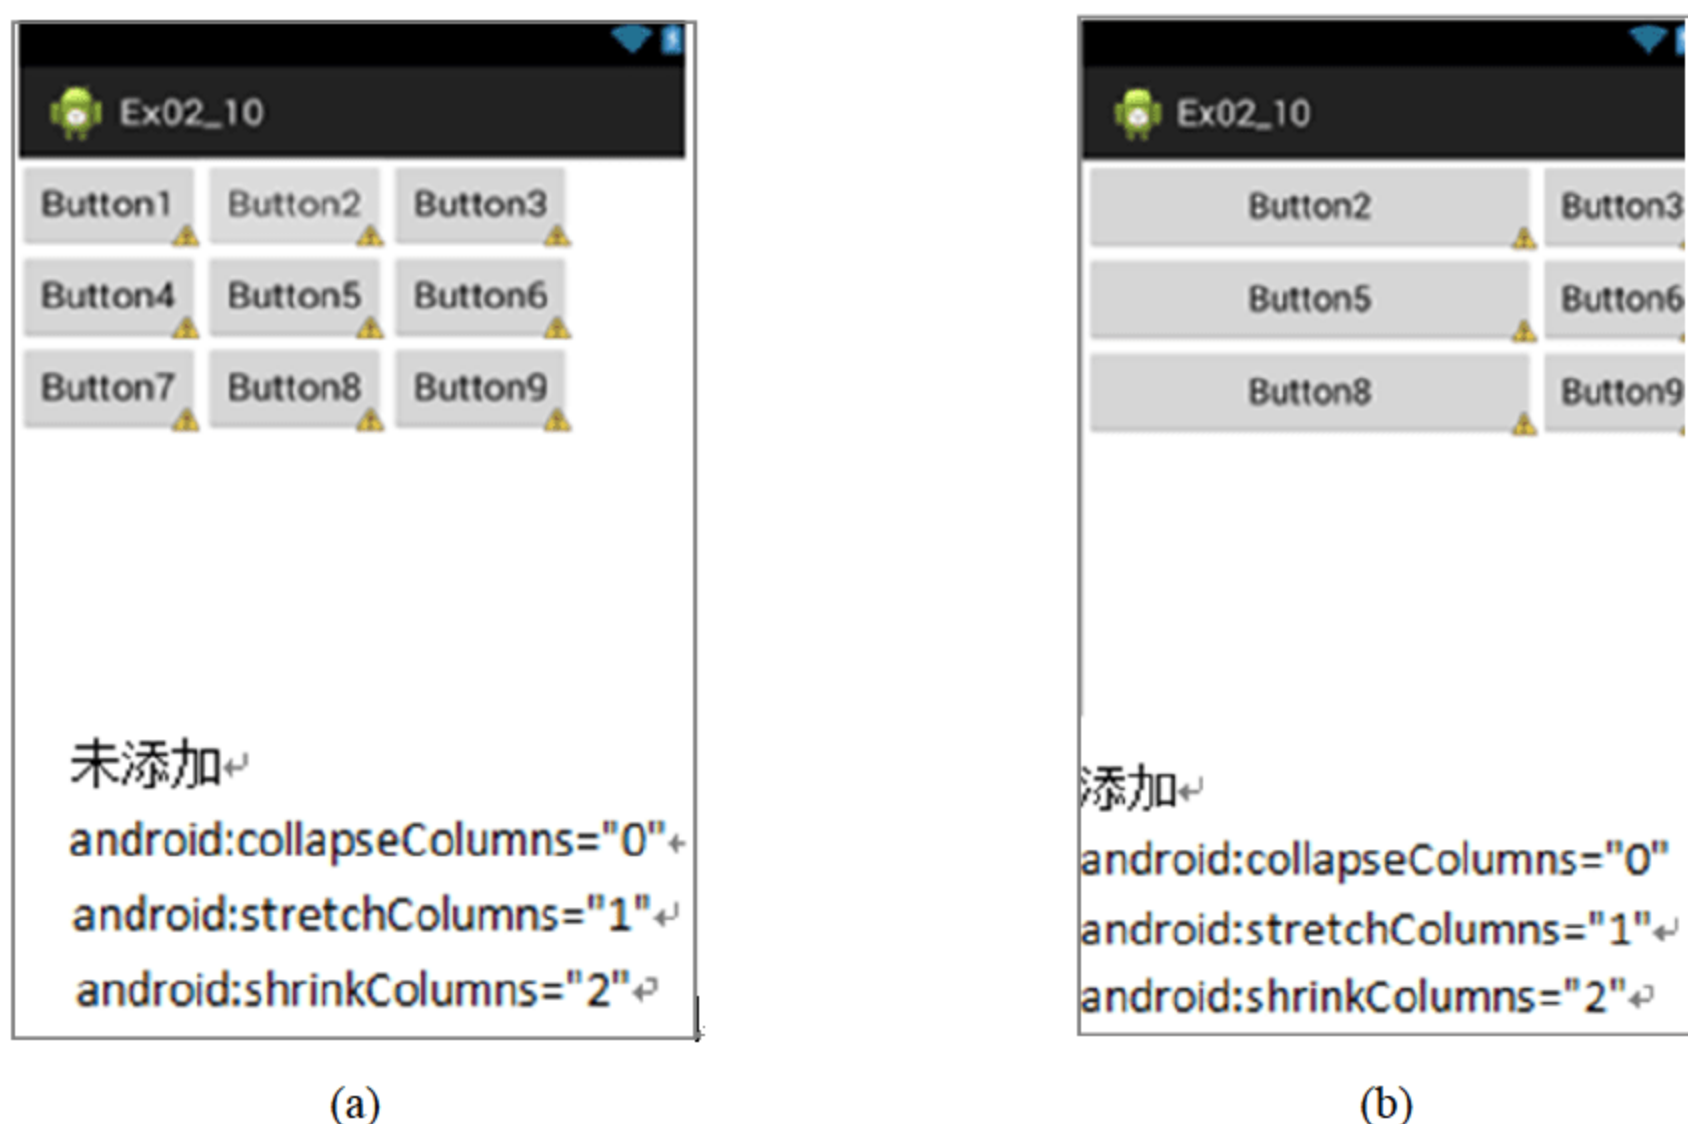 Ex02_10
Button1 Button2 Button3
Button4 Button5 Button6
Button7 Button8 Button9
未添加
android:collapseColumns="0"
android:stretchColumns="1"
android:shrinkColumns="2"
(a)
Ex02_10
Button2 Button3
Button5 Button6
Button8 Button9
添加
android:collapseColumns="0"
android:stretchColumns="1"
android:shrinkColumns="2"
(b)